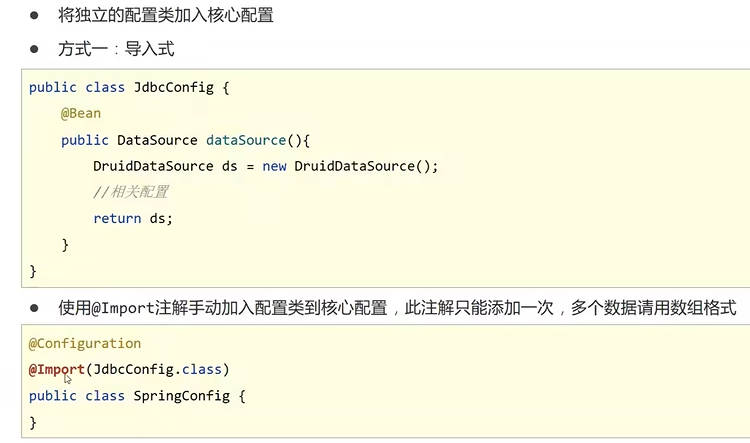 ● 将独立的配置类加入核心配置
● 方式一：导入式
public class JdbcConfig {
    @Bean
    public DataSource dataSource(){
        DruidDataSource ds = new DruidDataSource();
        //相关配置
        return ds;
    }
}
● 使用@Import注解手动加入配置类到核心配置，此注解只能添加一次，多个数据请用数组格式
@Configuration
@Import(JdbcConfig.class)
public class SpringConfig {
}